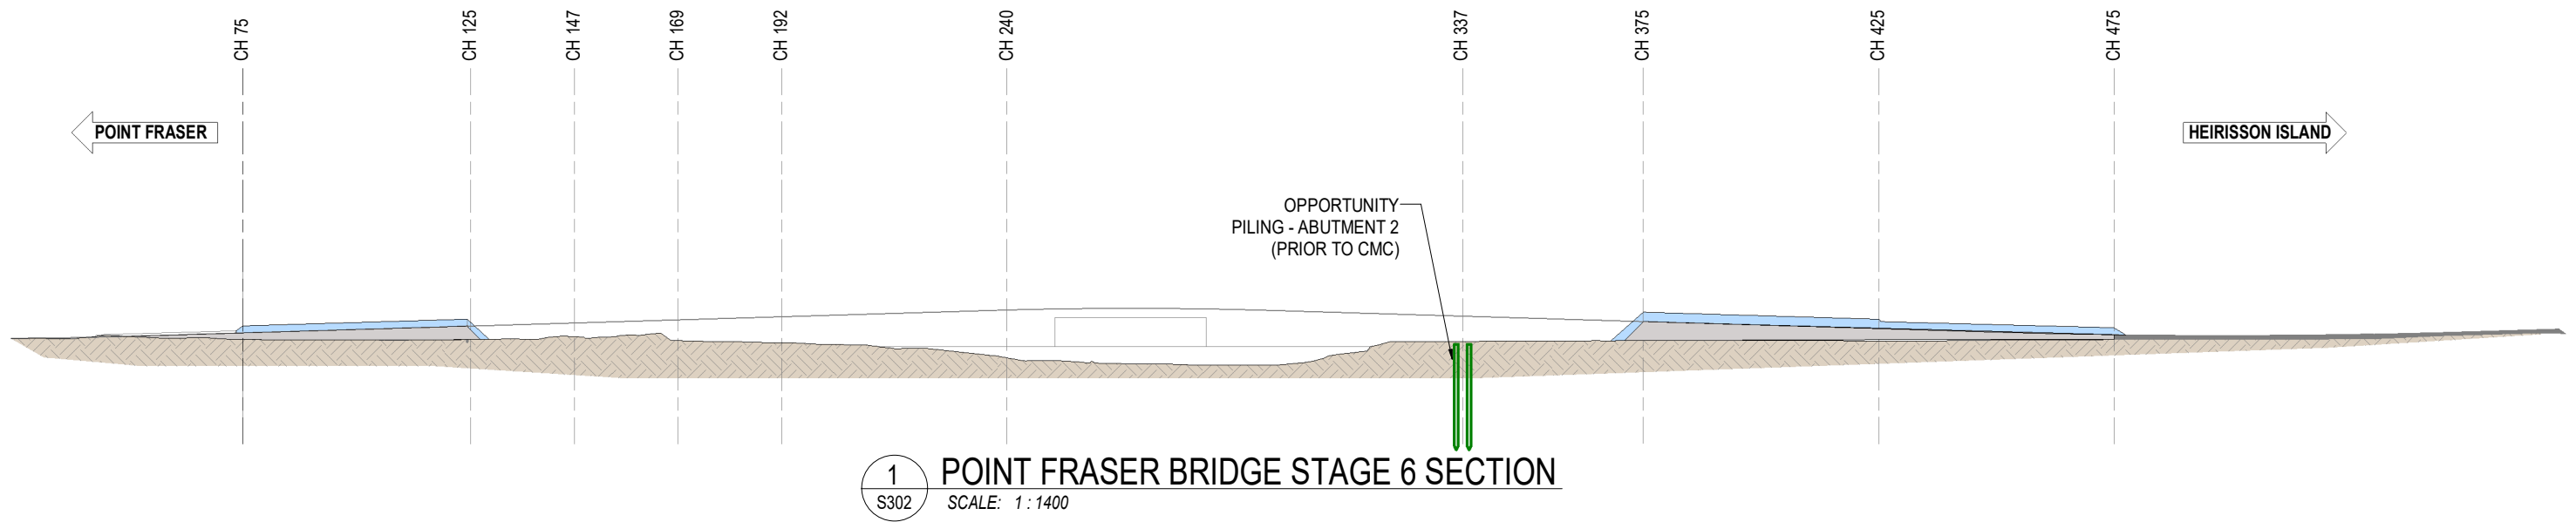 CH 75
CH 125
CH 147
CH 169
CH 192
CH 240
CH 337
CH 375
CH 425
CH 475
POINT FRASER
HEIRISSON ISLAND
OPPORTUNITY
PILING - ABUTMENT 2
(PRIOR TO CMC)
1
S302
POINT FRASER BRIDGE STAGE 6 SECTION
SCALE: 1 : 1400